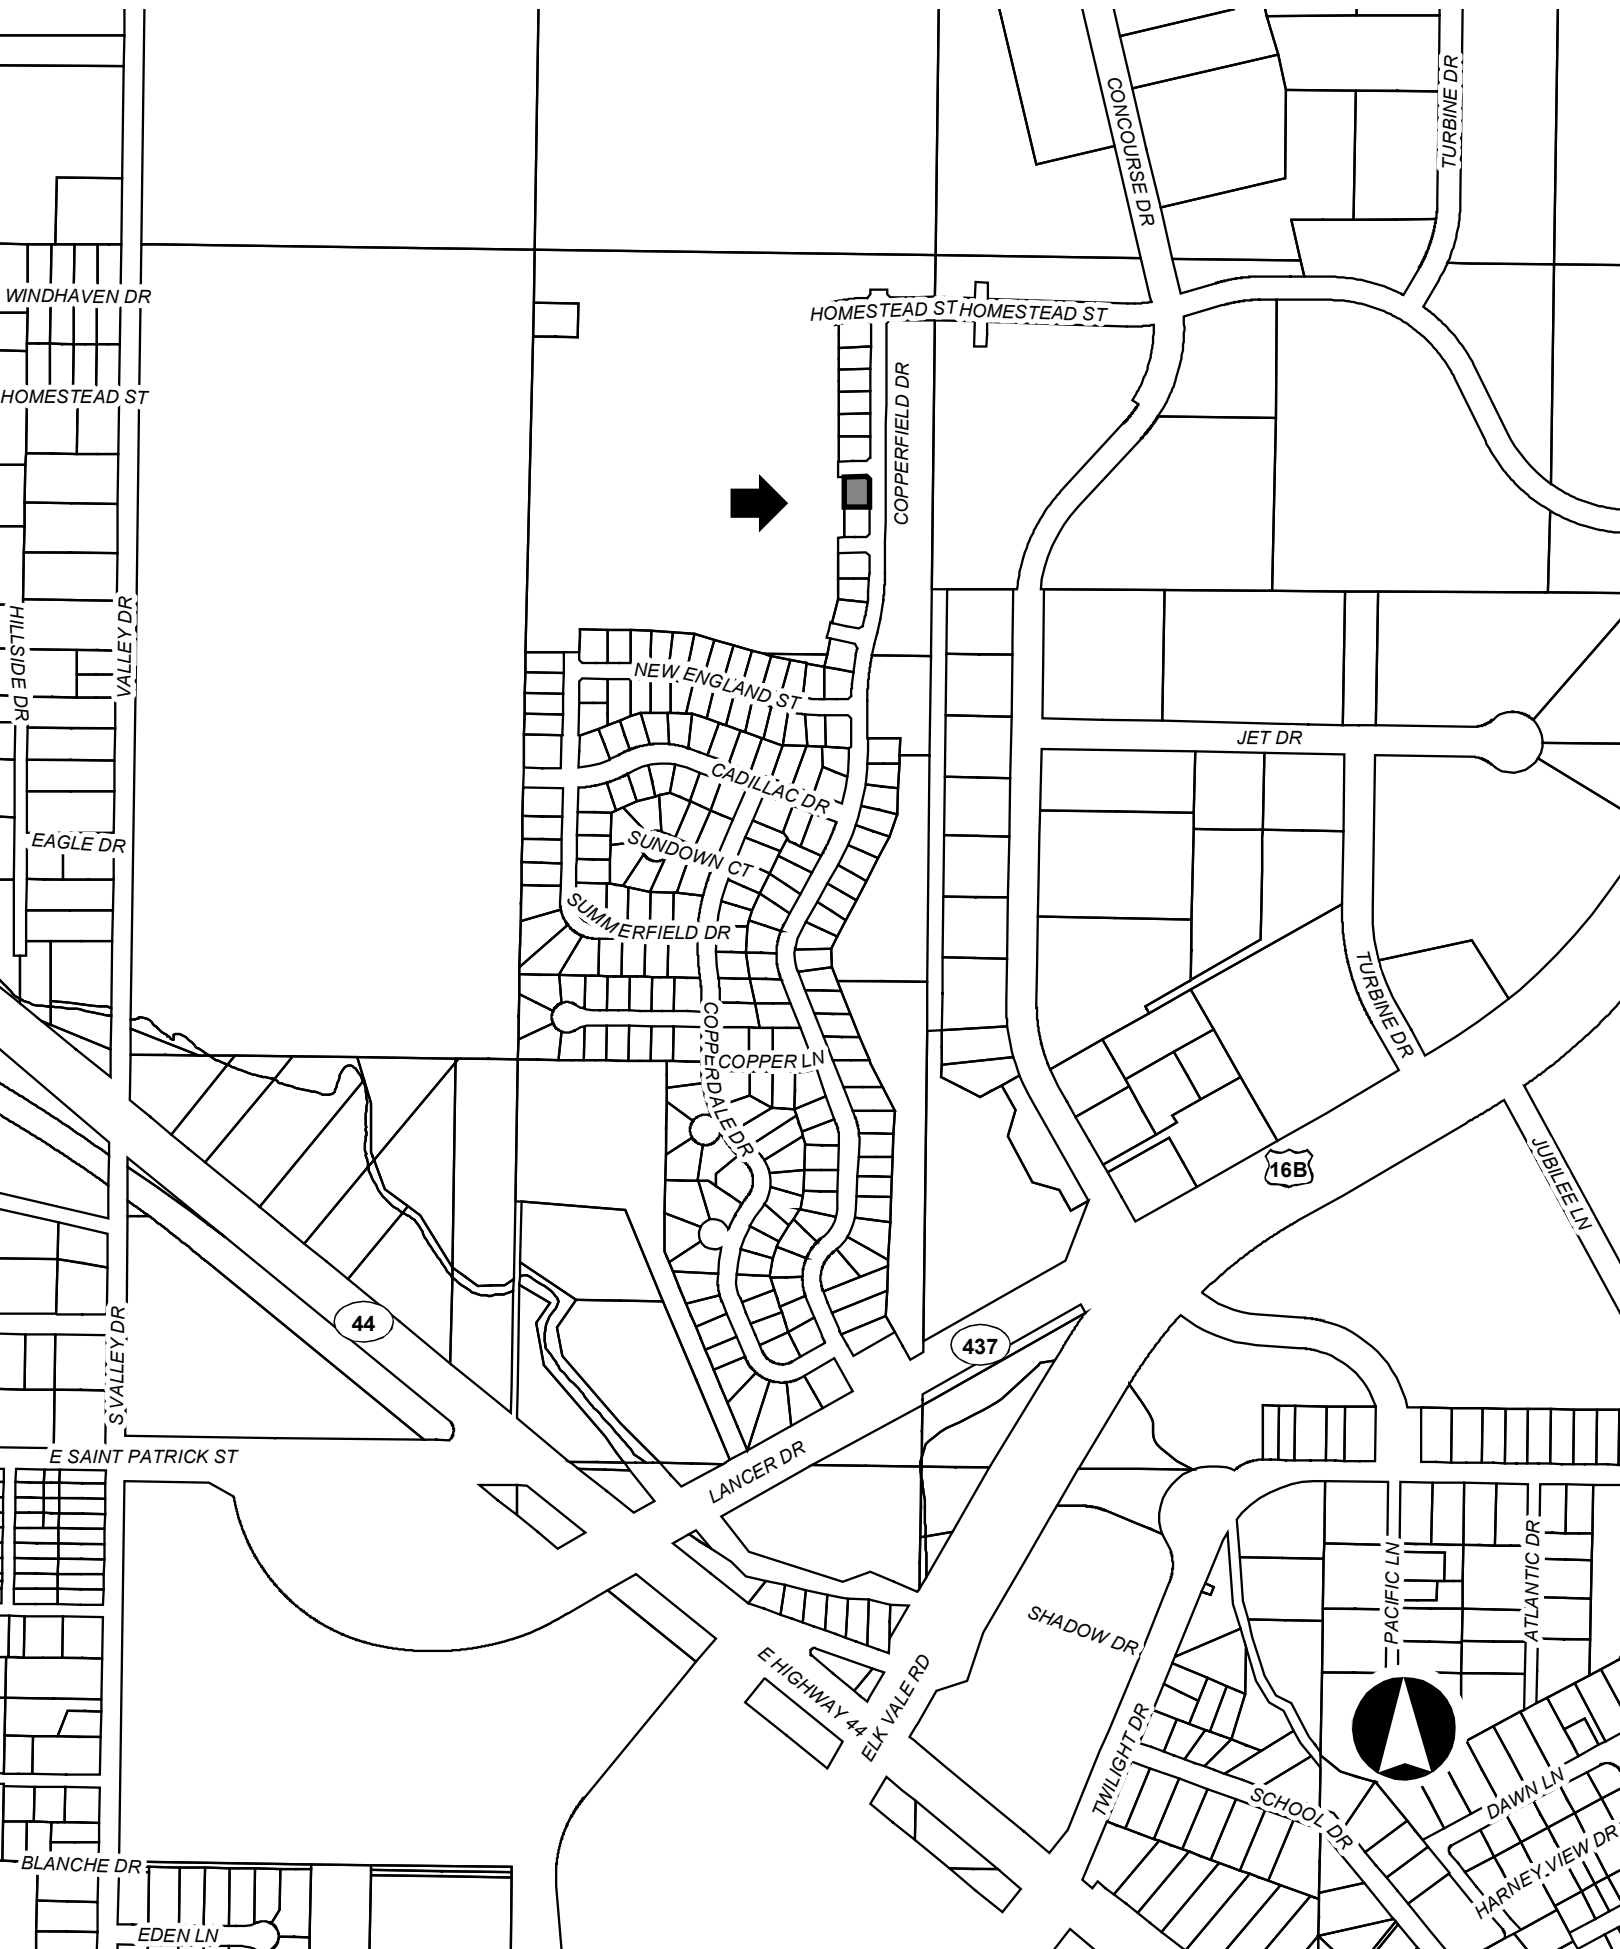 TURBINE DR
CONCOURSE DR
WINDHAVEN DR
HOMESTEAD ST
HOMESTEAD ST
HOMESTEAD ST
COPPERFIELD DR
HILLSIDE DR
VALLEY DR
NEW ENGLAND ST
JET DR
CADILLAC DR
EAGLE DR
SUNDOWN CT
SUMMERFIELD DR
TURBINE DR
COPPERDALE DR
COPPER LN
16B
JUBILEE LN
44
S VALLEY DR
437
E SAINT PATRICK ST
LANCER DR
PACIFIC LN
ATLANTIC DR
SHADOW DR
E HIGHWAY 44
ELK VALE RD
TWILIGHT DR
SCHOOL DR
DAWN LN
HARNEY VIEW DR
BLANCHE DR
EDEN LN